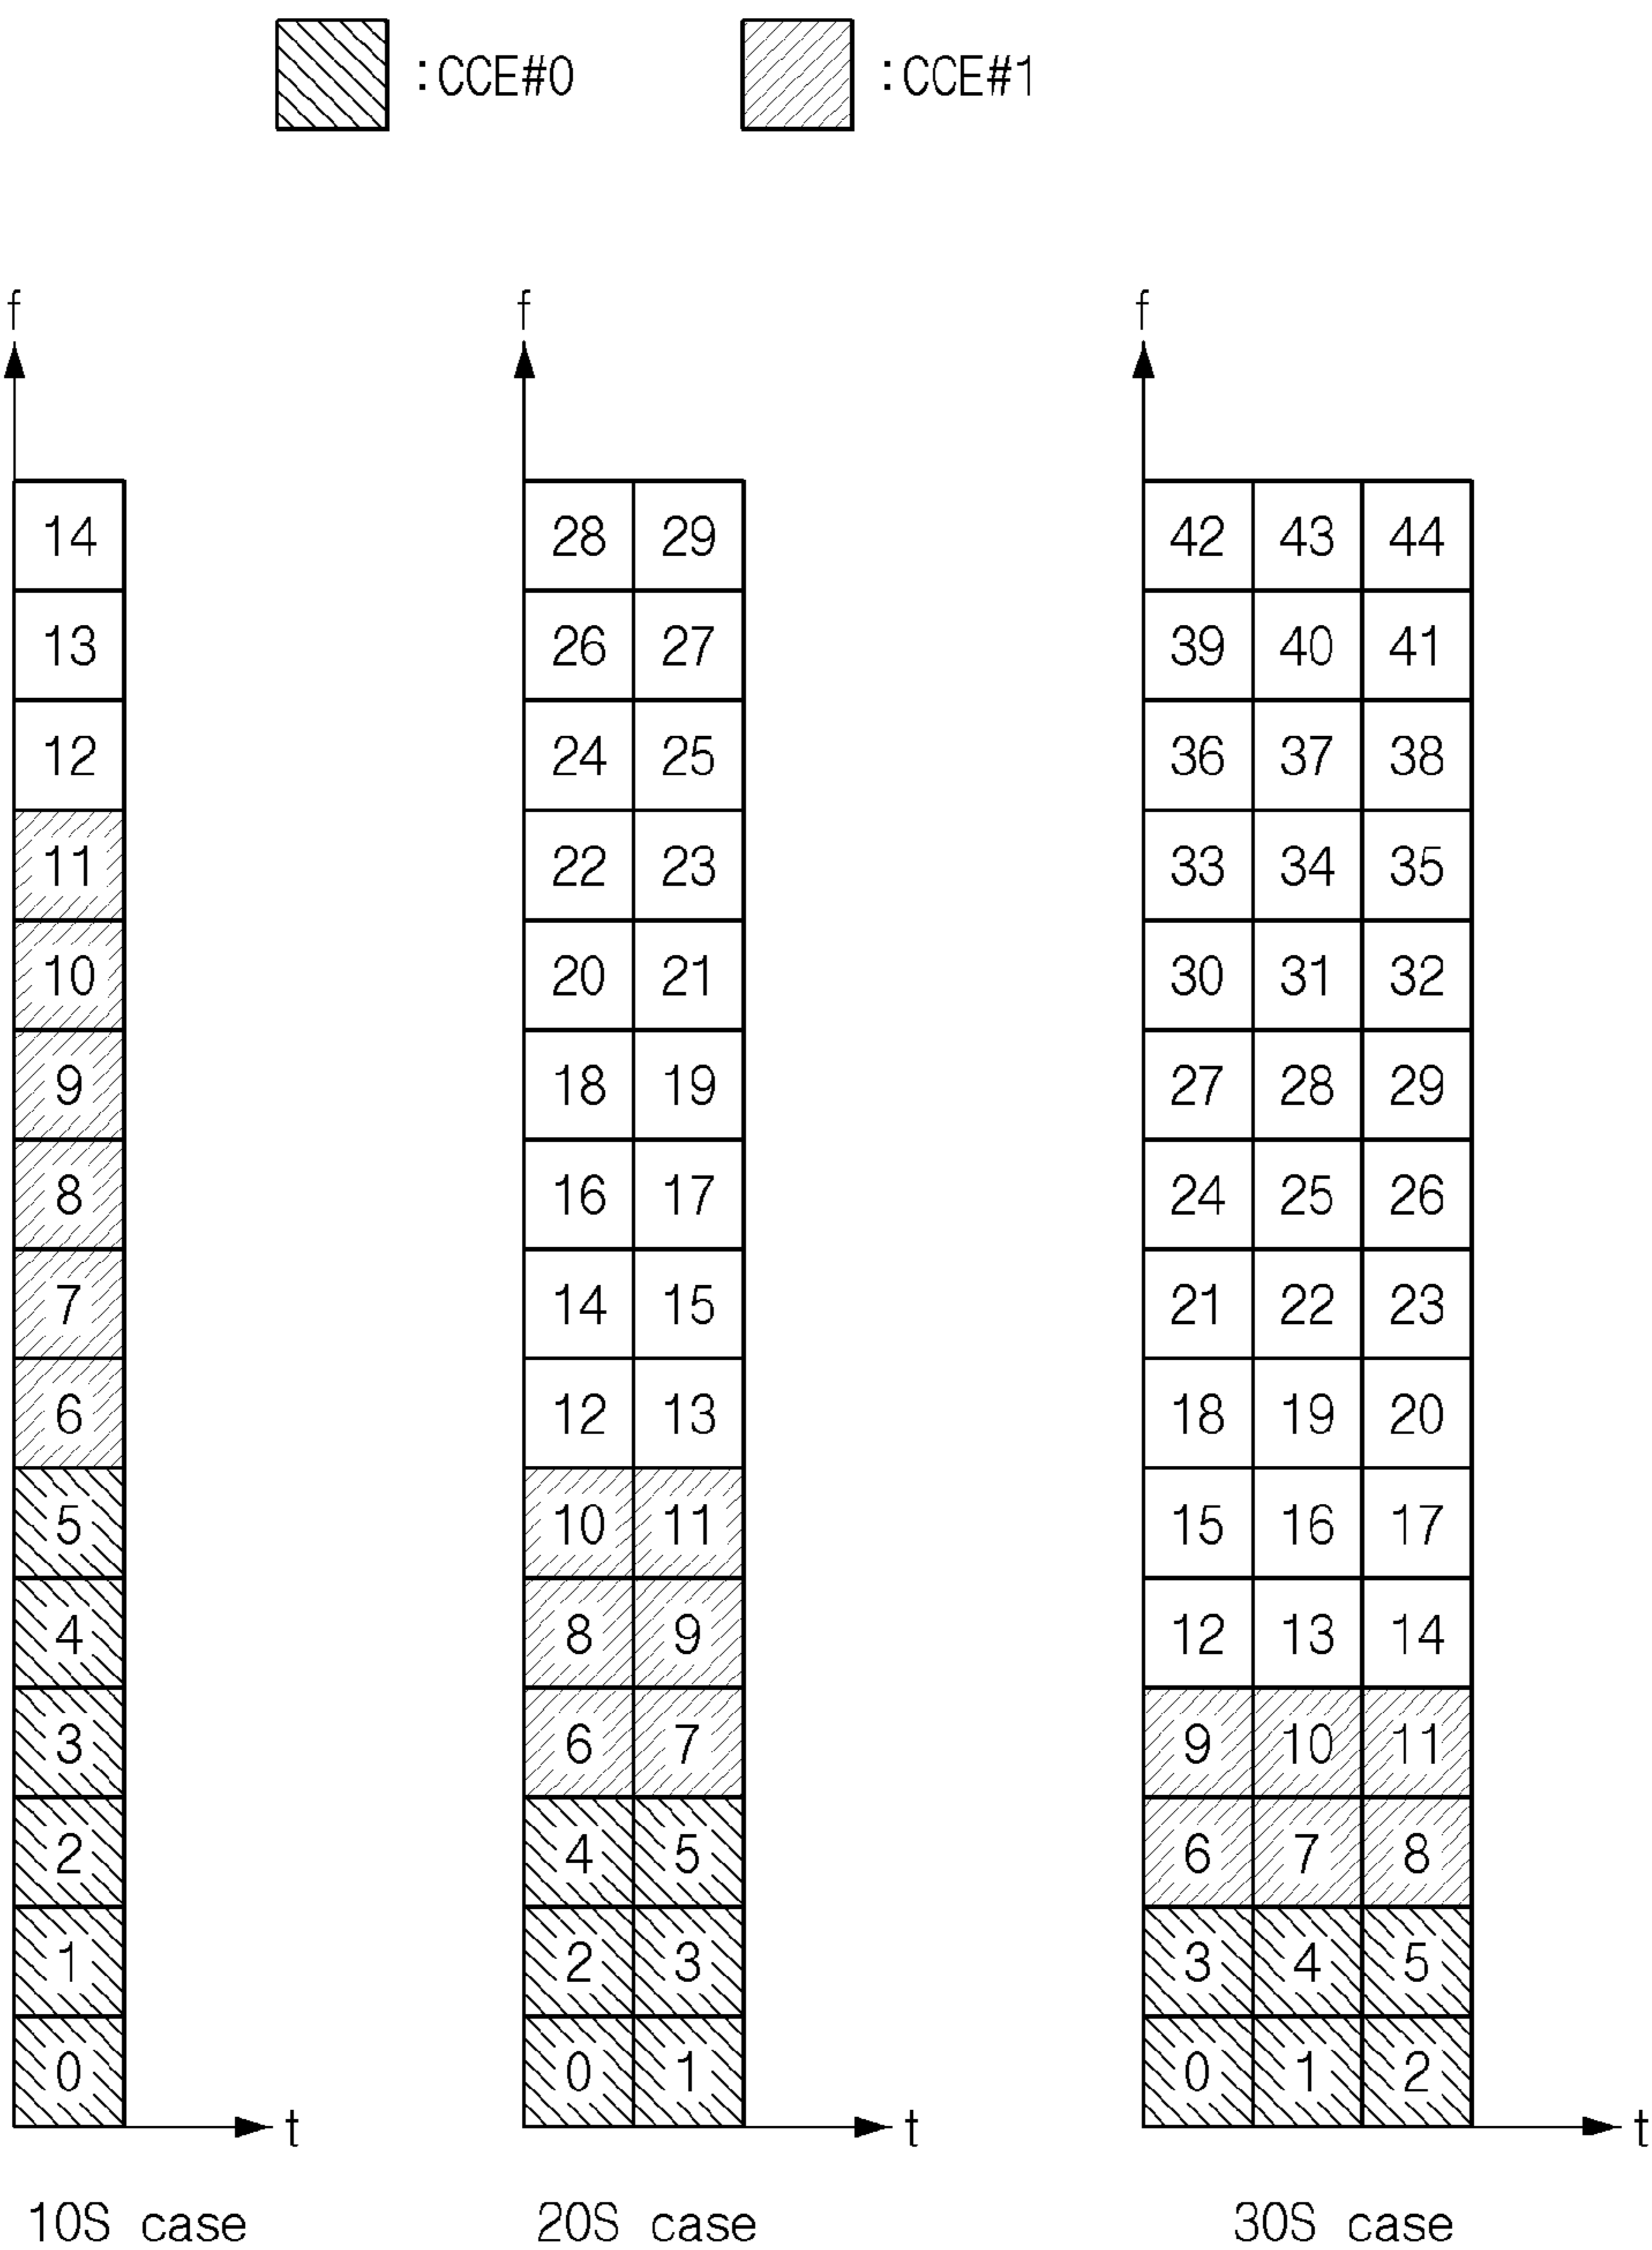 :CCE#0 :CCE#1
f f f
14 28 29 42 43 44
13 26 27 39 40 41
12 24 25 36 37 38
11 22 23 33 34 35
10 20 21 30 31 32
9 18 19 27 28 29
8 16 17 24 25 26
7 14 15 21 22 23
6 12 13 18 19 20
5 10 11 15 16 17
4 8 9 12 13 14
3 6 7 9 10 11
2 4 5 6 7 8
1 2 3 3 4 5
0 0 1 0 1 2
t t t
10S case 20S case 30S case